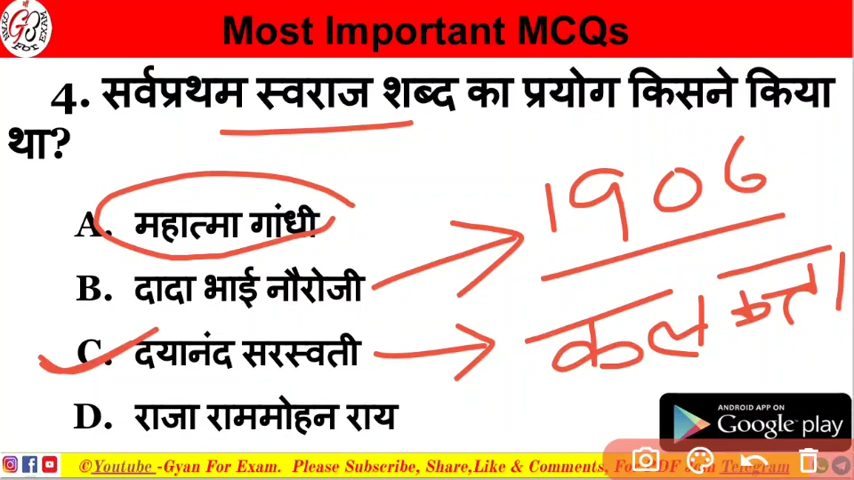 Most Important MCQs
4. सर्वप्रथम स्वराज शब्द का प्रयोग किसने किया
था?
A. महात्मा गांधी
1906
B. दादा भाई नौरोजी
C. दयानंद सरस्वती
कलकत्ता
D. राजा राममोहन राय
ANDROID APP ON
Google play
©Youtube -Gyan For Exam. Please Subscribe, Share,Like & Comments, For PDF Join Telegram